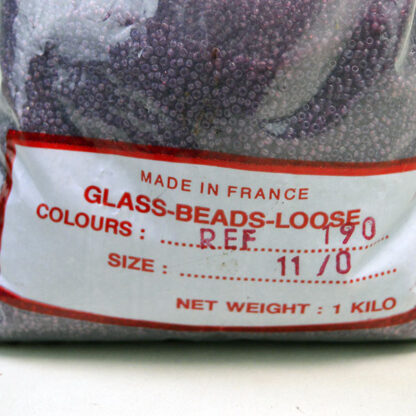 MADE IN FRANCE
GLASS-BEADS-LOOSE
COLOURS : REF 190
SIZE : 11/0
NET WEIGHT : 1 KILO